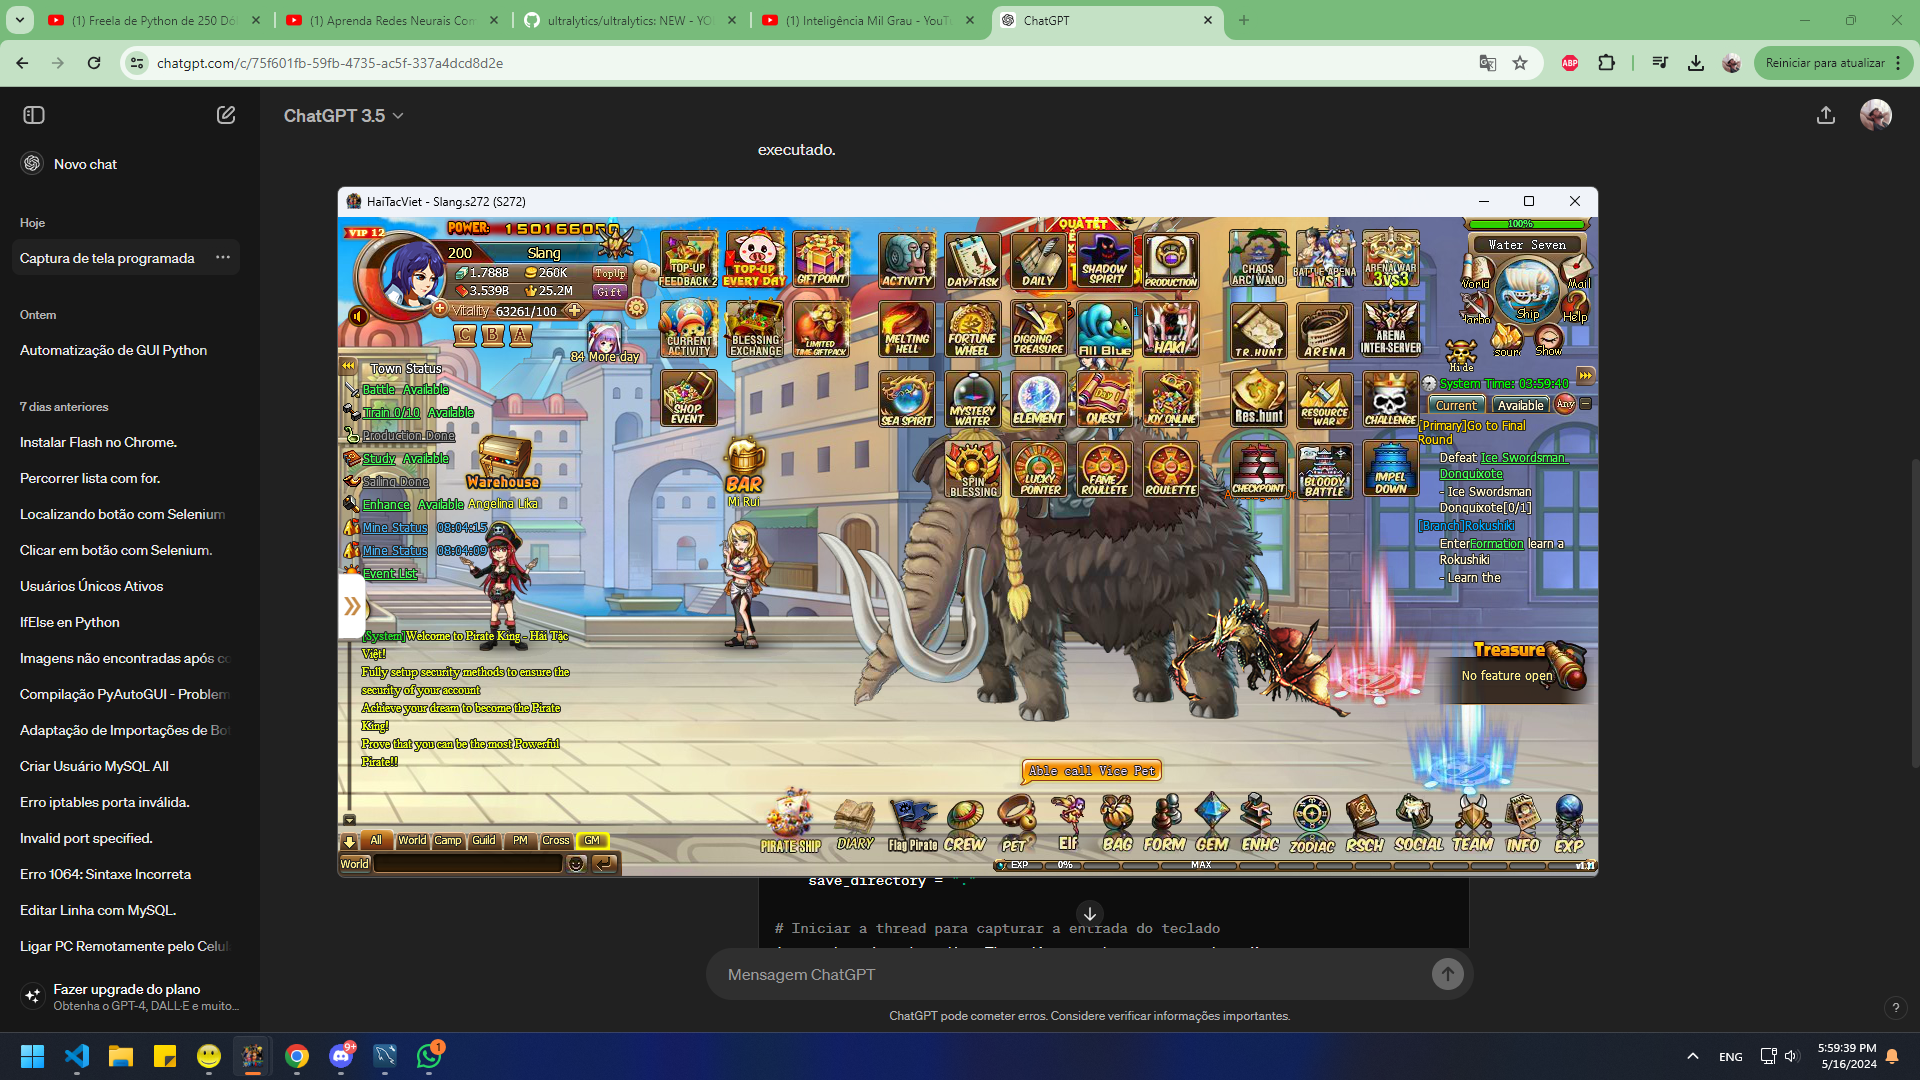 (1) Freela de Python de 250 Dól
(1) Aprenda Redes Neurais Com
ultralytics/ultralytics: NEW - YO
(1) Inteligência Mil Grau - YouTu
ChatGPT
chatgpt.com/c/75f601fb-59fb-4735-ac5f-337a4dcd8d2e
ABP
Reiniciar para atualizar
ChatGPT 3.5
Novo chat
Hoje
Captura de tela programada
Ontem
Automatização de GUI Python
7 dias anteriores
Instalar Flash no Chrome.
Percorrer lista com for.
Localizando botão com Selenium
Clicar em botão com Selenium.
Usuários Únicos Ativos
IfElse en Python
Imagens não encontradas após co
Compilação PyAutoGUI - Problem
Adaptação de Importações de Bot
Criar Usuário MySQL All
Erro iptables porta inválida.
Invalid port specified.
Erro 1064: Sintaxe Incorreta
Editar Linha com MySQL.
Ligar PC Remotamente pelo Celula
Fazer upgrade do plano
Obtenha o GPT-4, DALL·E e muito...
executado.
HaiTacViet - Slang.s272 (S272)
VIP 12
POWER:
200
Slang
1.788B
260K
TopUp
3.539B
25.2M
Gift
Vitality
63261/100
C B A
84 More day
TOP-UP FEEDBACK 2
TOP-UP EVERY DAY
GIFTPOINT
ACTIVITY
DAY TASK
DAILY
SHADOW SPIRIT
PRODUCTION
CHAOS ARC WANO
BATTLE ARENA 1VS1
ARENA WAR 3vs3
CURRENT ACTIVITY
BLESSING EXCHANGE
LIMITED TIME GIFTPACK
MELTING HELL
FORTUNE WHEEL
DIGGING TREASURE
All Blue
HAKI
TR.HUNT
ARENA
ARENA INTER-SERVER
SHOP EVENT
SEA SPIRIT
MYSTERY WATER
ELEMENT
QUEST
JOY ONLINE
Res.hunt
RESOURCE WAR
CHALLENGE
SPIN BLESSING
LUCKY POINTER
FAME ROULLETE
ROULETTE
CHECKPOINT
BLOODY BATTLE
IMPEL DOWN
100%
Water Seven
World
Mail
Ship
Help
Show
Hide
System Time: 03:59:40
Current
Available
Any
[Primary]Go to Final
Round
Defeat Ice Swordsman
Donquixote
- Ice Swordsman
Donquixote[0/1]
[Branch]Rokushiki
EnterFormation learn a
Rokushiki
- Learn the
Treasure
No feature open
Town Status
Battle Available
Train 0/10 Available
Production Done
Study Available
Sailing Done
Enhance Available
Mine Status 08:04:15
Mine Status 08:04:09
Event List
Warehouse
Angelina Lika
BAR
Mi Rui
[System]Welcome to Pirate King - Hải Tặc
Việt!
Fully setup security methods to ensure the
security of your account
Achieve your dream to become the Pirate
King!
Prove that you can be the most Powerful
Pirate!!
Able call Vice Pet
PIRATE SHIP
DIARY
Flag Pirate
CREW
PET
Elf
BAG
FORM
GEM
ENHC
ZODIAC
RSCH
SOCIAL
TEAM
INFO
EXP
All World Camp Guild PM Cross GM
World
EXP 0% MAX
save_directory = "."
# Iniciar a thread para capturar a entrada do teclado
Mensagem ChatGPT
ChatGPT pode cometer erros. Considere verificar informações importantes.
?
9+
1
ENG
5:59:39 PM
5/16/2024